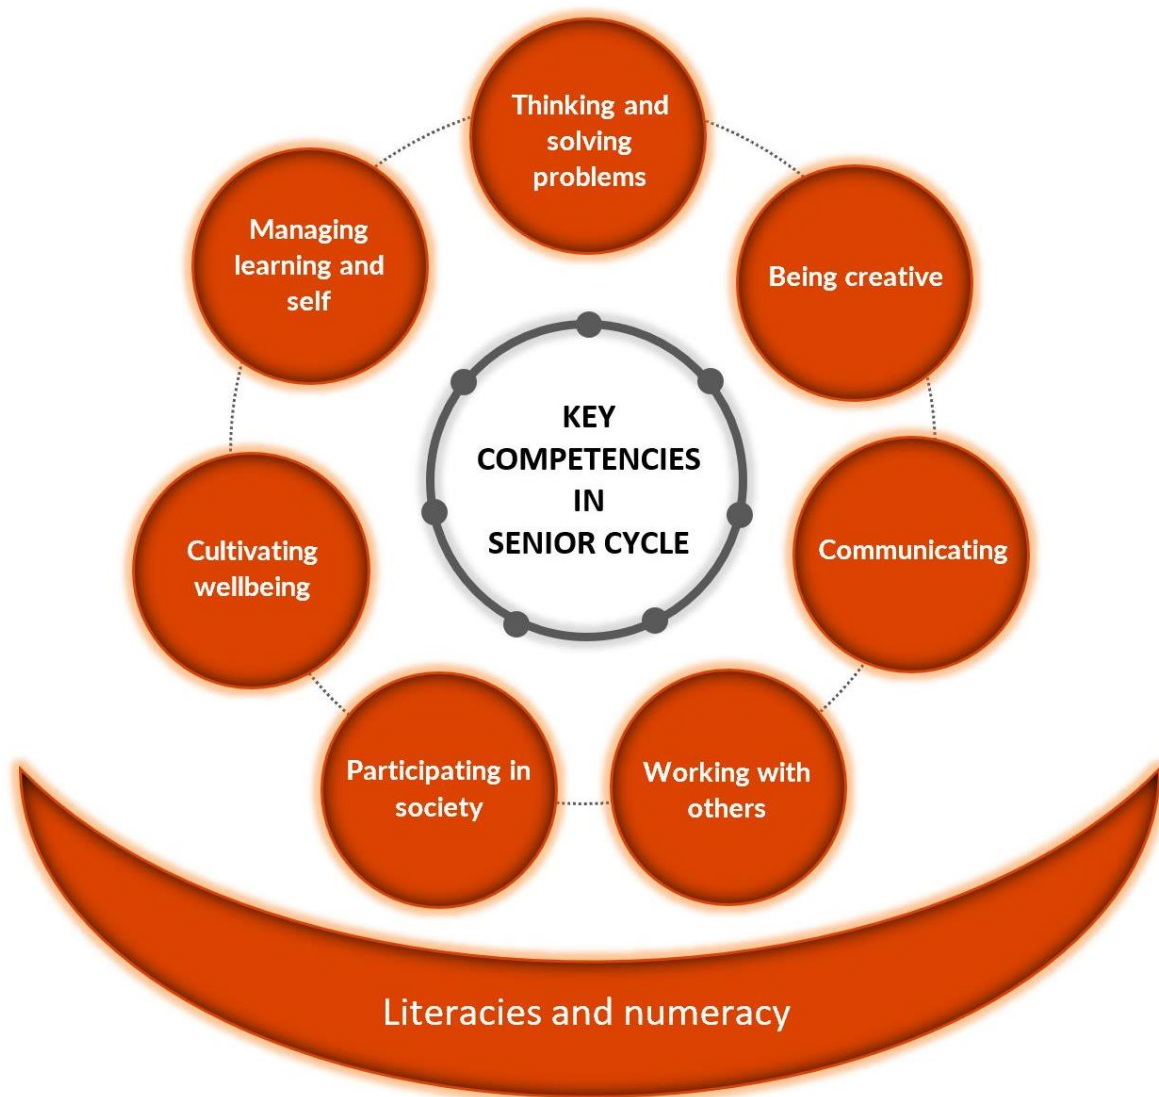 Thinking and
solving
problems
Managing
learning and
self
Being creative
KEY
COMPETENCIES
IN
SENIOR CYCLE
Cultivating
wellbeing
Communicating
Participating in
society
Working with
others
Literacies and numeracy